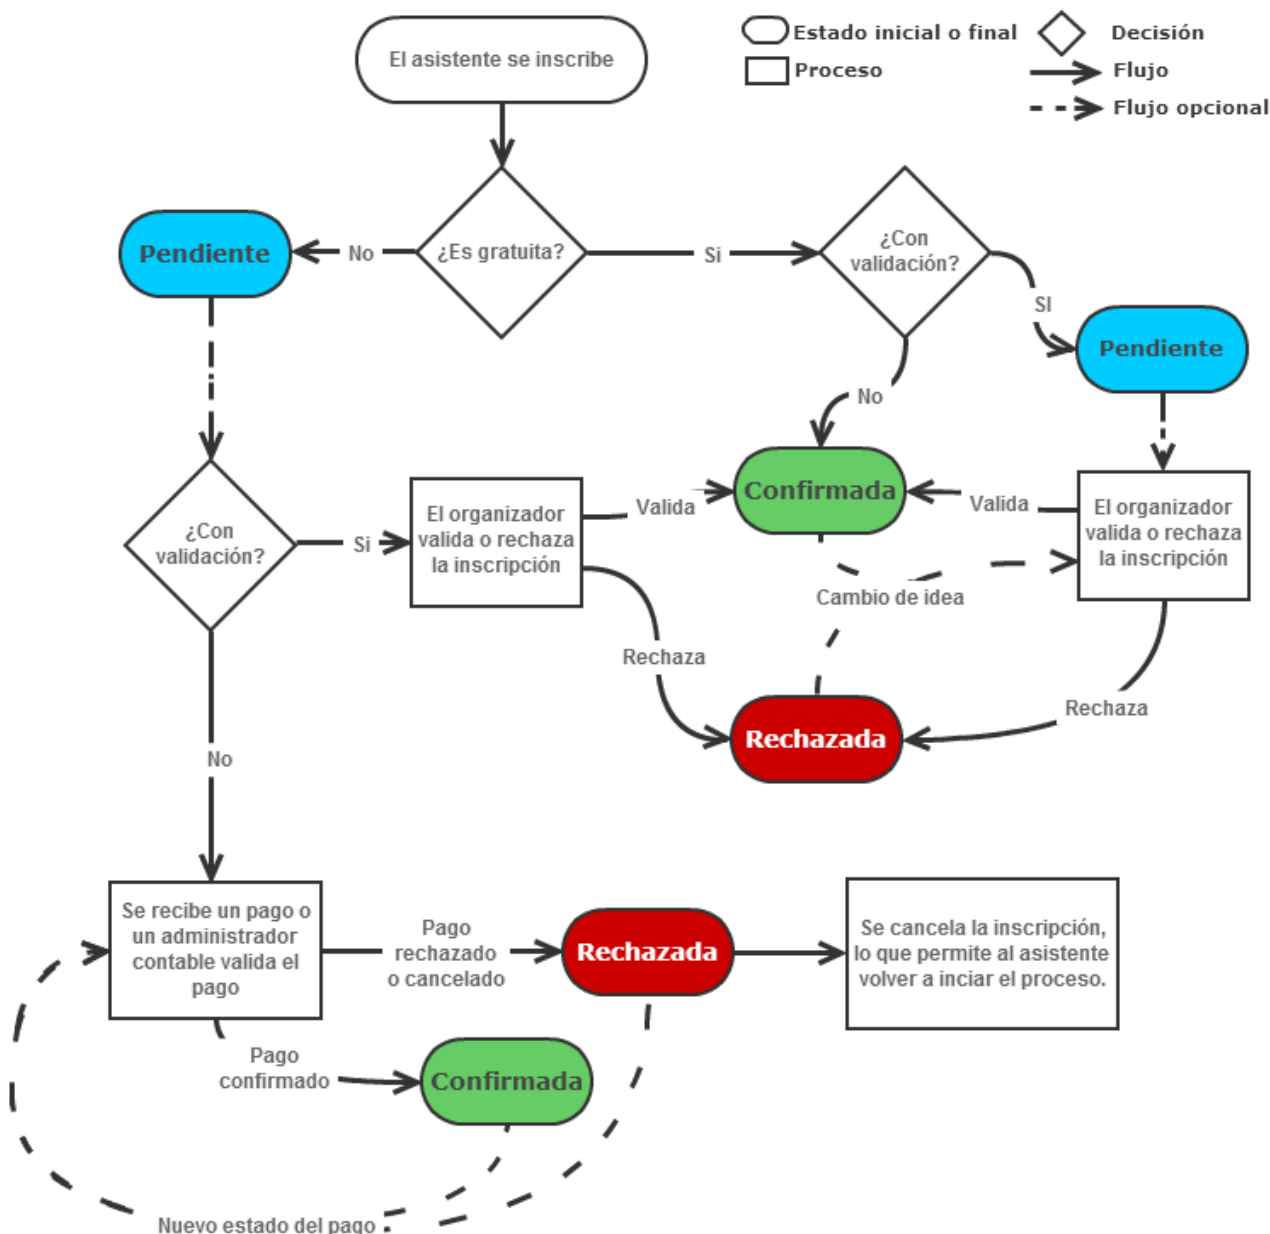 El asistente se inscribe
Estado inicial o final
Decisión
Proceso
Flujo
Flujo opcional
Pendiente
No
¿Es gratuita?
Si
¿Con
validación?
SI
Pendiente
No
Confirmada
¿Con
validación?
Si
El organizador
valida o rechaza
la inscripción
Valida
Valida
El organizador
valida o rechaza
la inscripción
Cambio de idea
Rechaza
Rechaza
Rechazada
No
Se recibe un pago o
un administrador
contable valida el
pago
Pago
rechazado
o cancelado
Rechazada
Se cancela la inscripción,
lo que permite al asistente
volver a inciar el proceso.
Pago
confirmado
Confirmada
Nuevo estado del pago